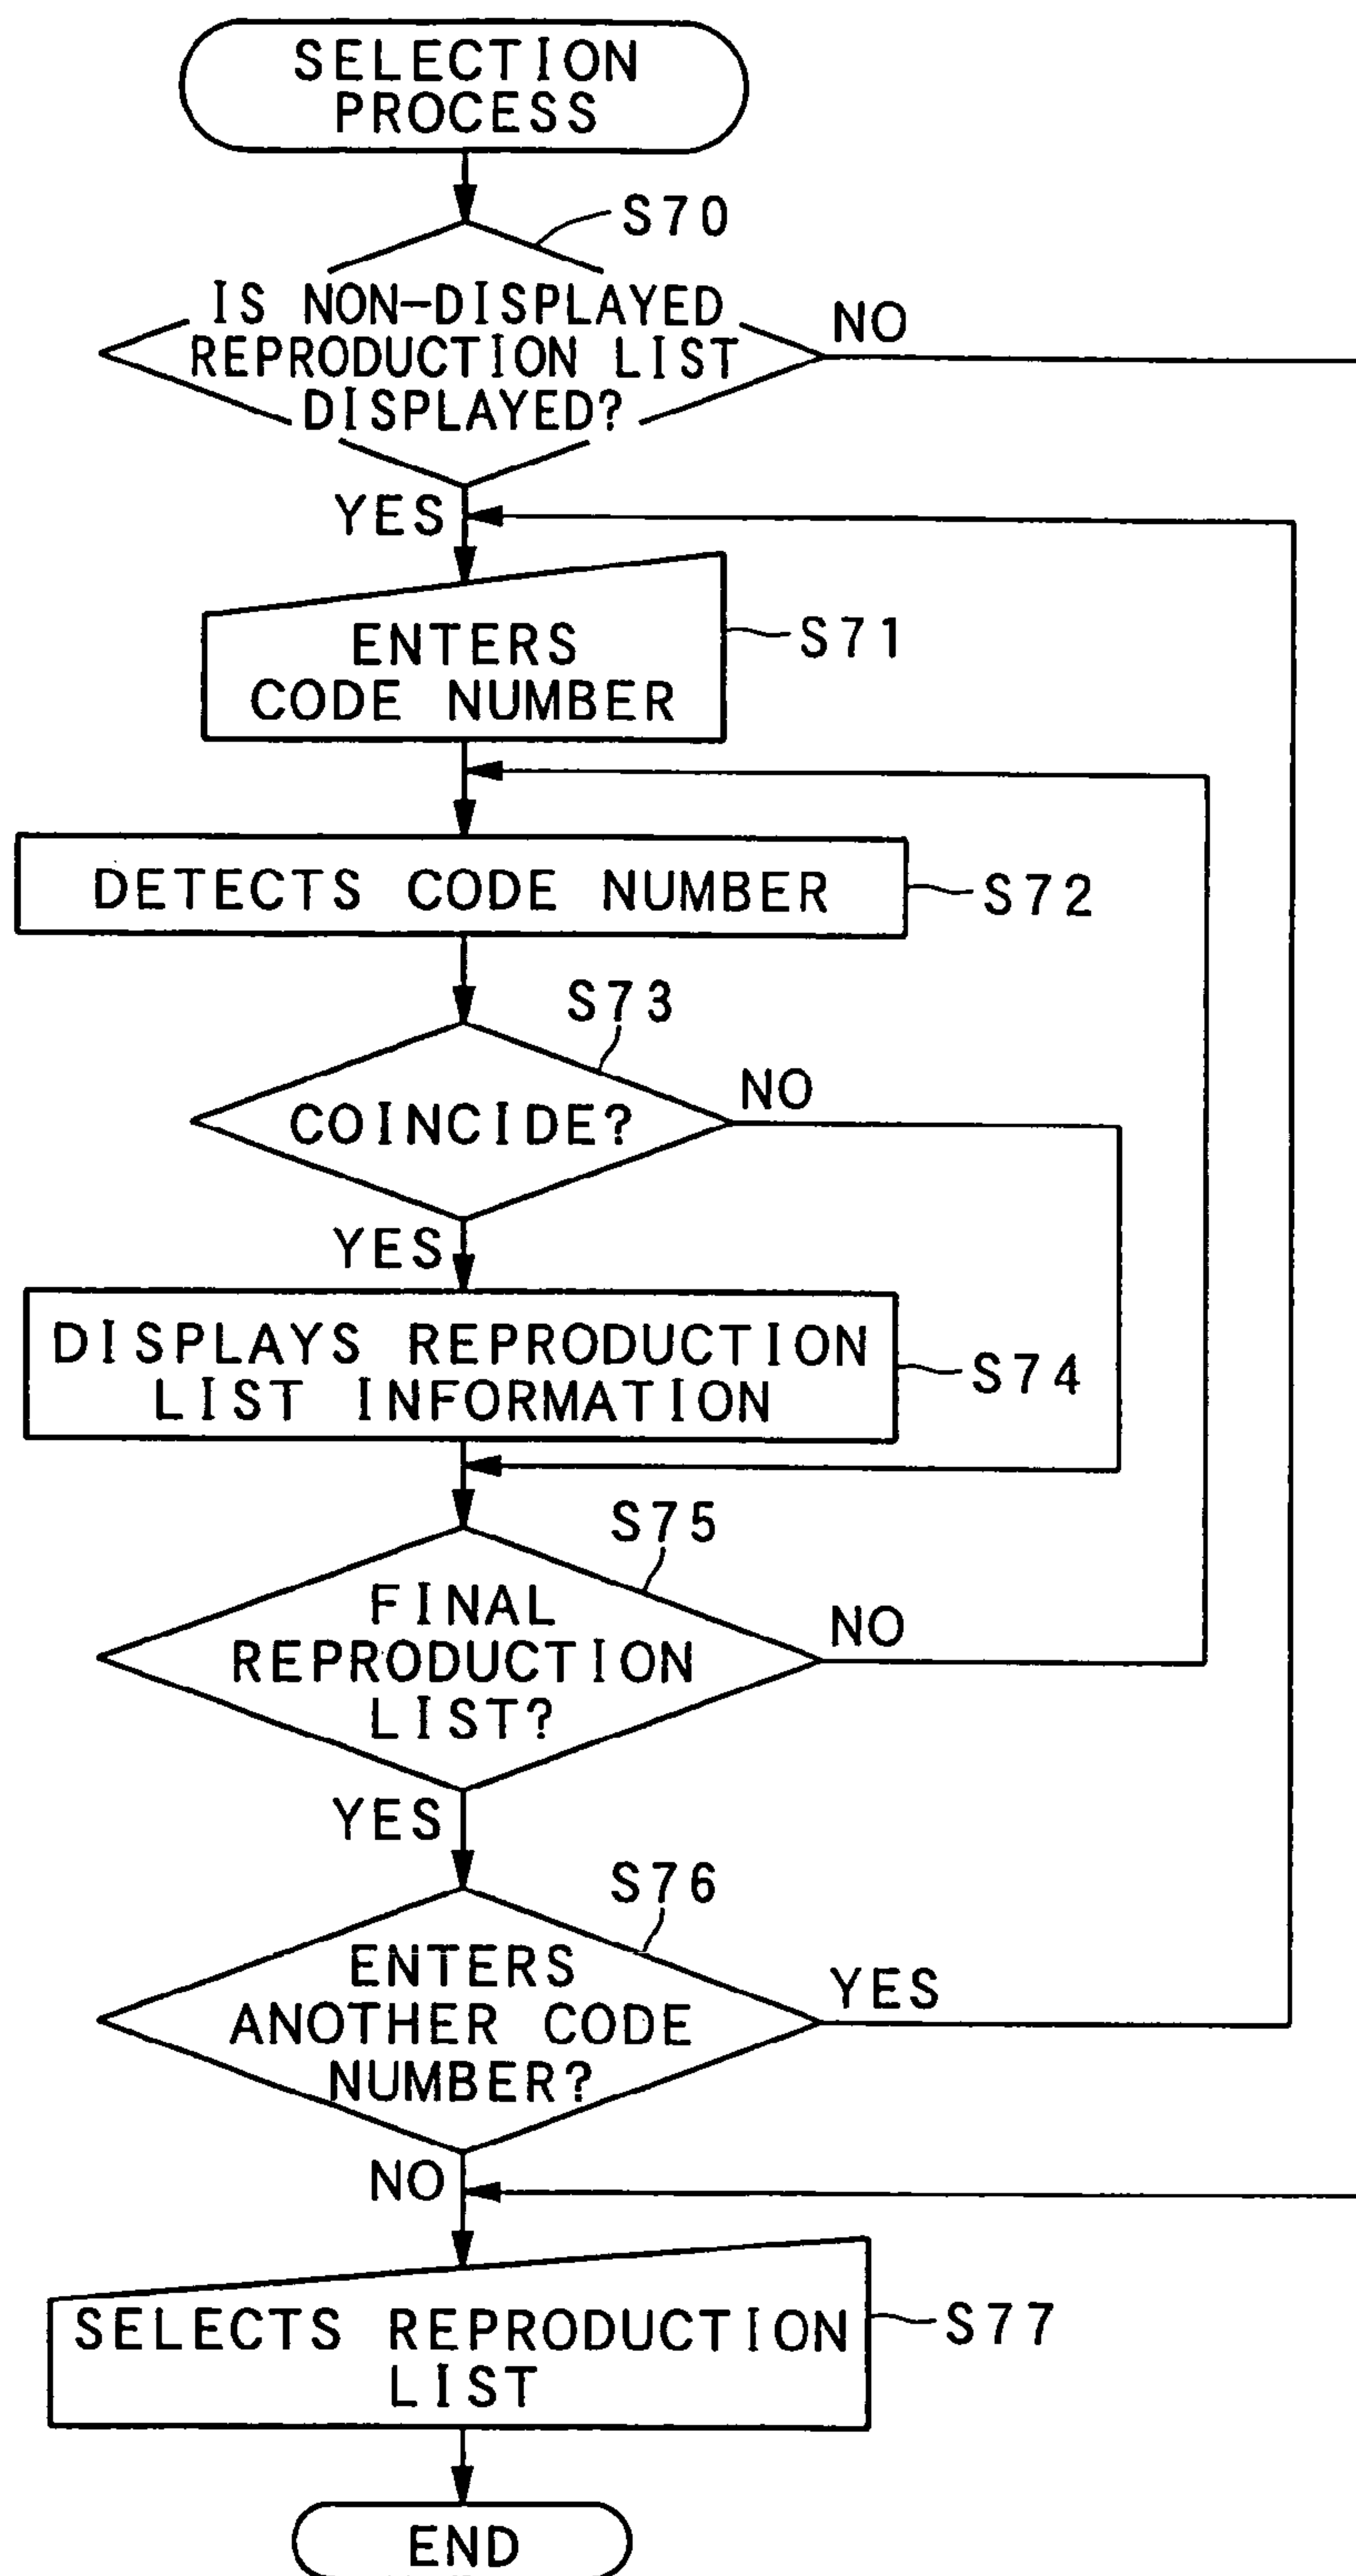 SELECTION
PROCESS
S70
IS NON-DISPLAYED
REPRODUCTION LIST
DISPLAYED?
NO
YES
ENTERS
CODE NUMBER
S71
DETECTS CODE NUMBER
S72
S73
COINCIDE?
NO
YES
DISPLAYS REPRODUCTION
LIST INFORMATION
S74
S75
FINAL
REPRODUCTION
LIST?
NO
YES
S76
ENTERS
ANOTHER CODE
NUMBER?
YES
NO
SELECTS REPRODUCTION
LIST
S77
END